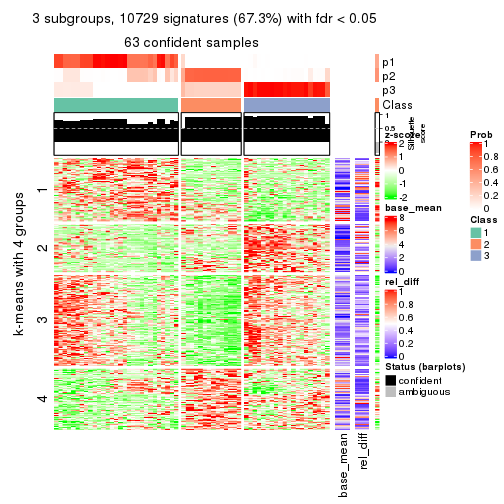 3 subgroups, 10729 signatures (67.3%) with fdr < 0.05
63 confident samples
p1
p2
p3
Class
1
0.5
0
Silhouette
score
k-means with 4 groups
1
2
3
4
base_mean
rel_diff
z-score
2
1
0
-1
-2
base_mean
8
6
4
2
0
rel_diff
1
0.8
0.6
0.4
0.2
0
Status (barplots)
confident
ambiguous
Prob
1
0.8
0.6
0.4
0.2
0
Class
1
2
3